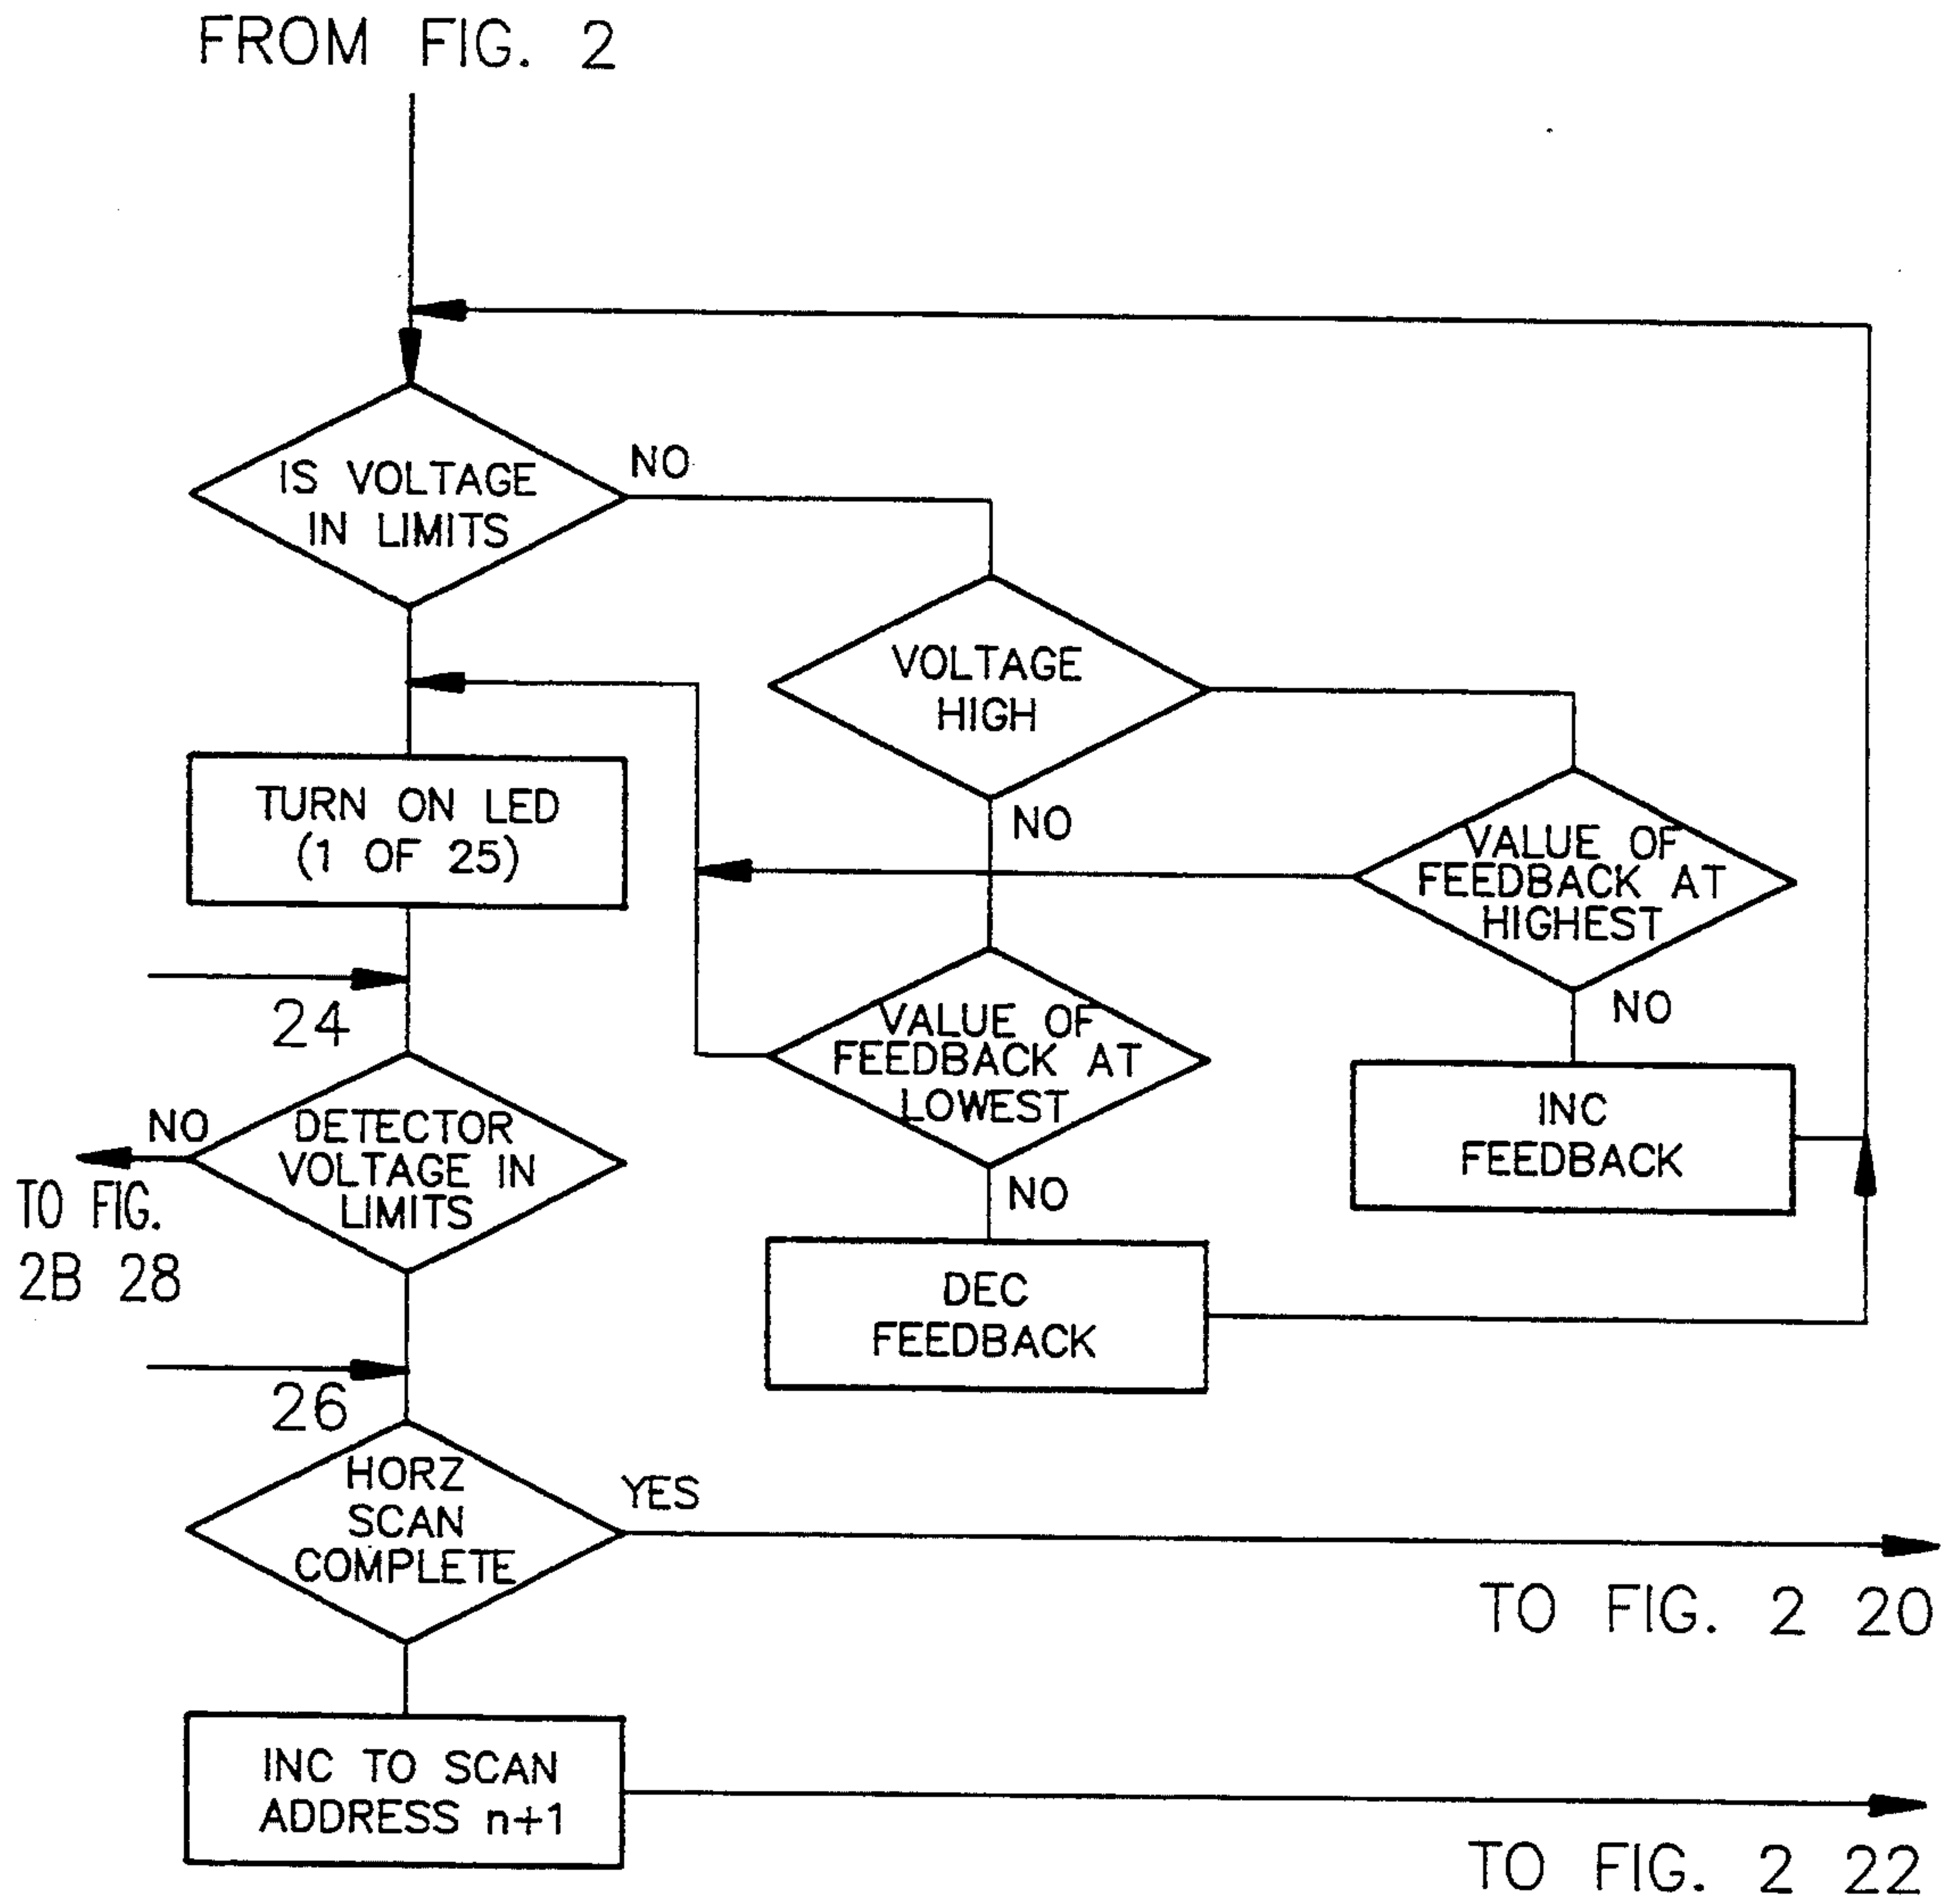 FROM FIG. 2
IS VOLTAGE
IN LIMITS
NO
VOLTAGE
HIGH
NO
TURN ON LED
(1 OF 25)
VALUE OF
FEEDBACK AT
HIGHEST
NO
24
VALUE OF
FEEDBACK AT
LOWEST
NO
INC
FEEDBACK
NO
DETECTOR
VOLTAGE IN
LIMITS
TO FIG.
2B 28
DEC
FEEDBACK
26
HORZ
SCAN
COMPLETE
YES
TO FIG. 2 20
INC TO SCAN
ADDRESS n+1
TO FIG. 2 22